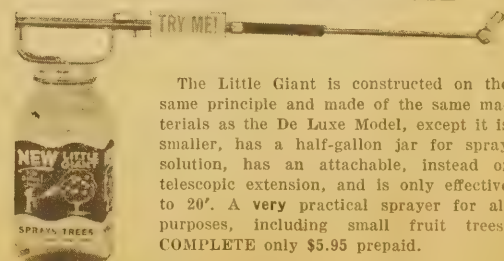 TRY ME!
The Little Giant is constructed on the
same principle and made of the same ma
terials as the De Luxe Model, except it is
smaller, has a half-gallon jar for spray
solution, has an attachable, instead of
telescopic extension, and is only effective
to 20'. A very practical sprayer for all
purposes, including small fruit trees.
COMPLETE only $5.95 prepaid.
NEW LITTLE
SPRAYS TREES